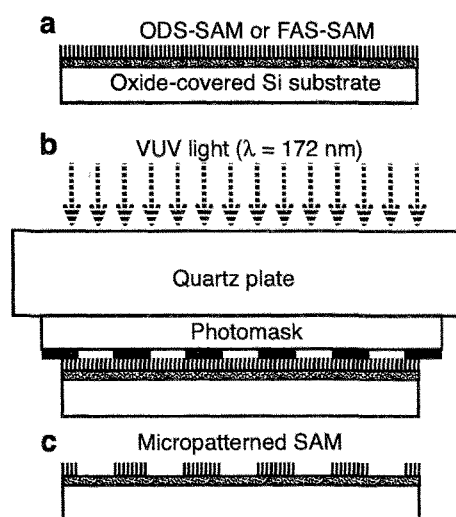 a
ODS-SAM or FAS-SAM
Oxide-covered Si substrate
b
VUV light (λ = 172 nm)
Quartz plate
Photomask
c
Micropatterned SAM